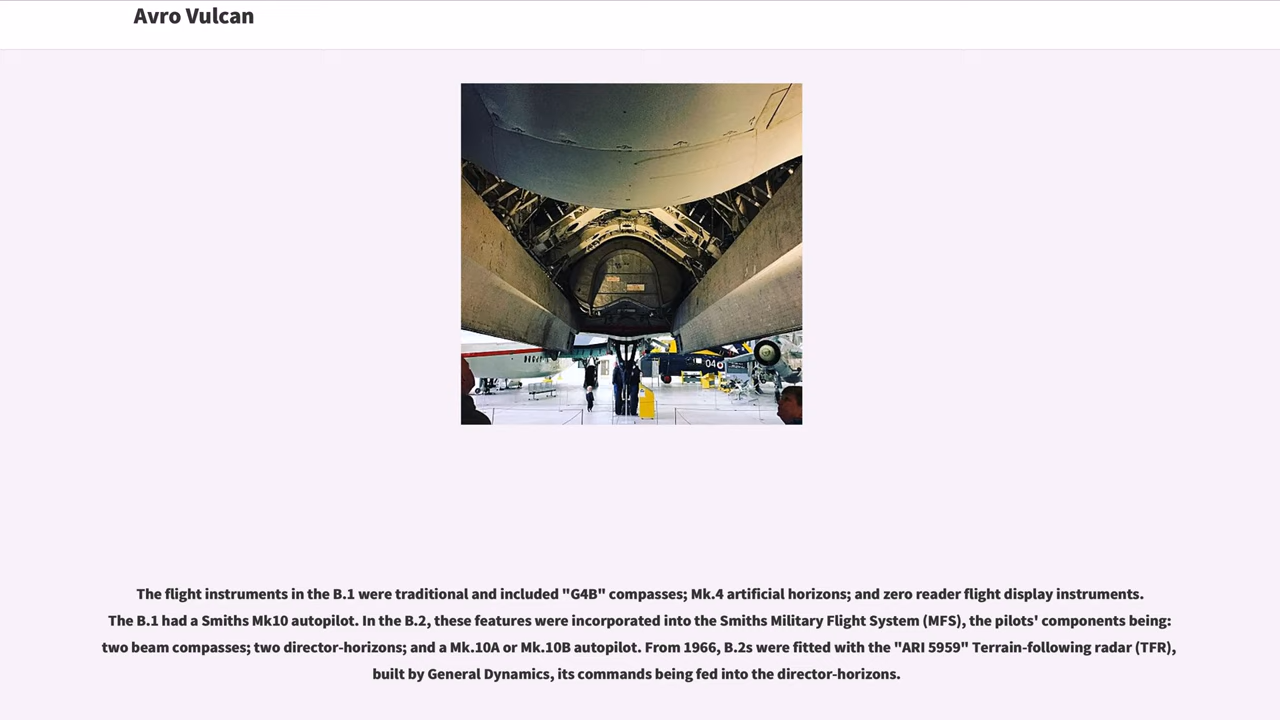 Avro Vulcan
04
The flight instruments in the B.1 were traditional and included "G4B" compasses; Mk.4 artificial horizons; and zero reader flight display instruments.
The B.1 had a Smiths Mk10 autopilot. In the B.2, these features were incorporated into the Smiths Military Flight System (MFS), the pilots' components being:
two beam compasses; two director-horizons; and a Mk.10A or Mk.10B autopilot. From 1966, B.2s were fitted with the "ARI 5959" Terrain-following radar (TFR),
built by General Dynamics, its commands being fed into the director-horizons.